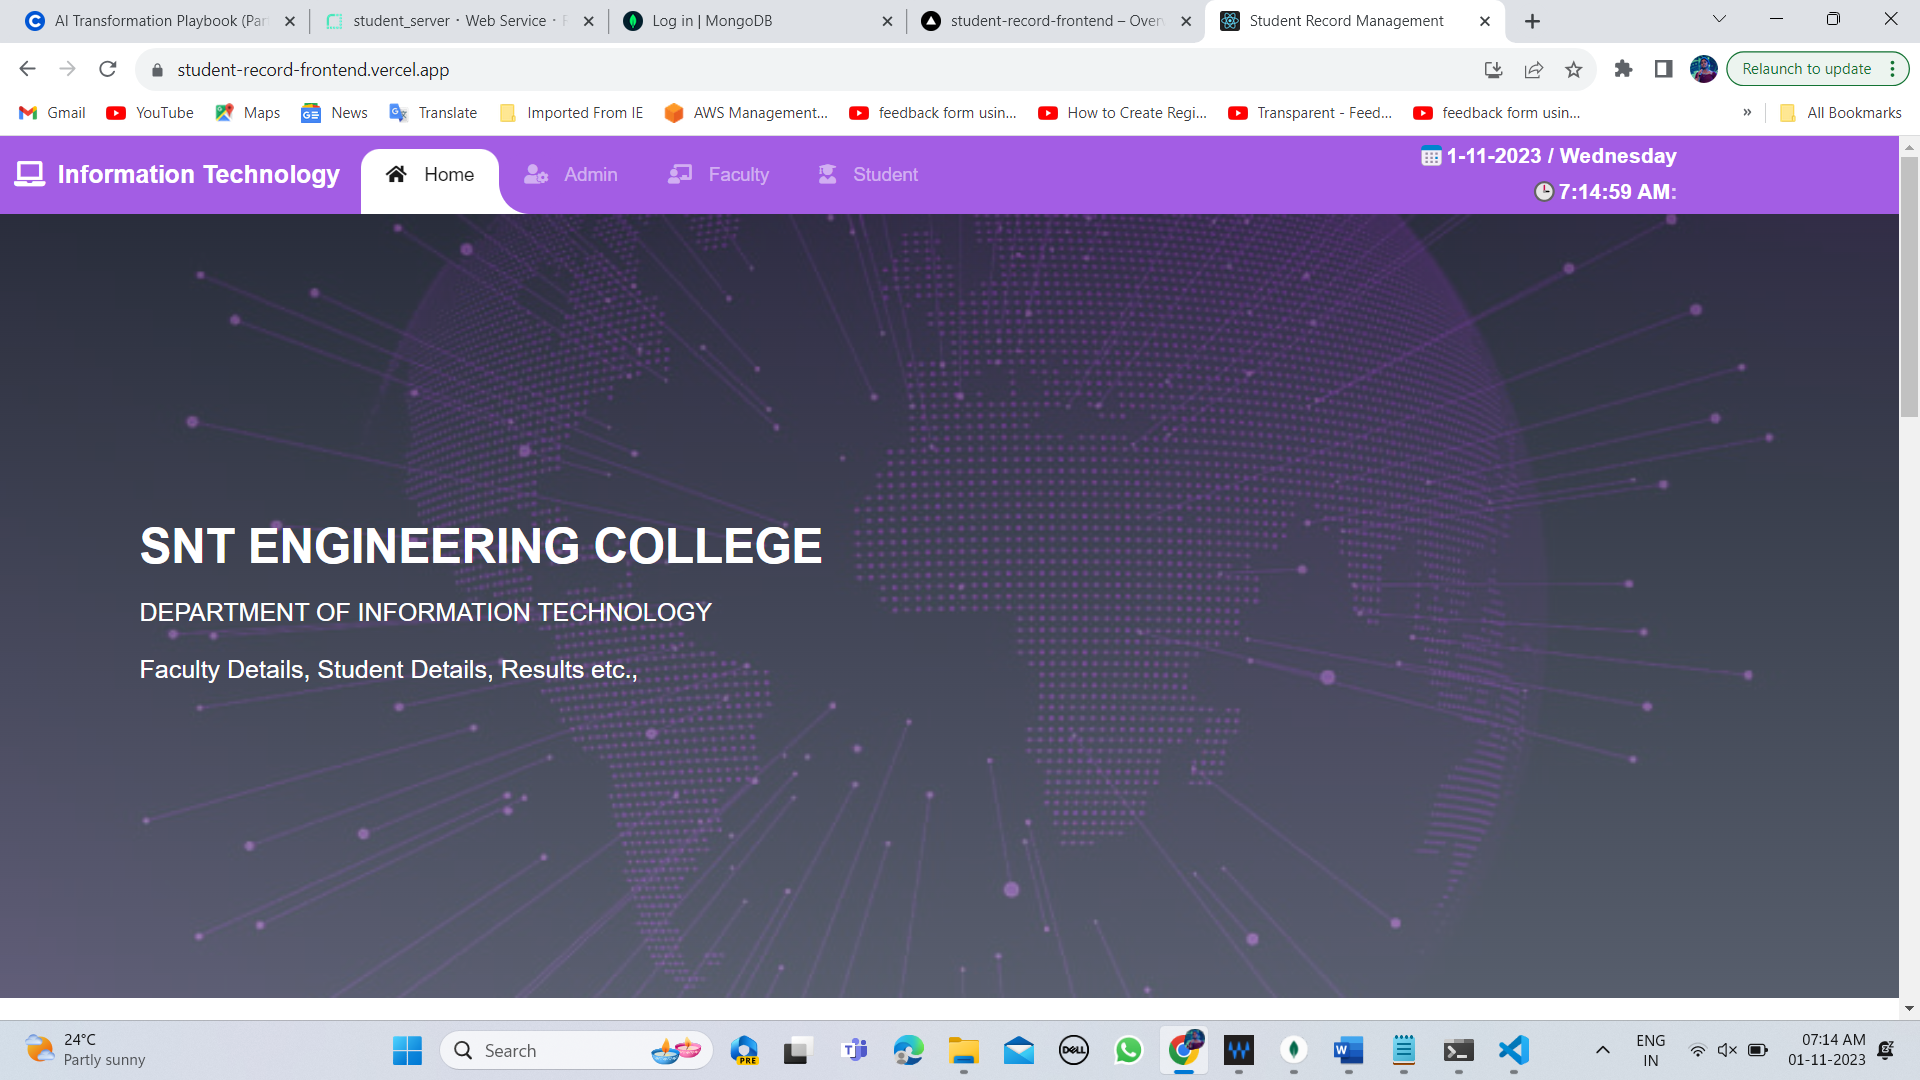 AI Transformation Playbook (Par
student_server · Web Service ·
Log in | MongoDB
student-record-frontend – Over
Student Record Management
student-record-frontend.vercel.app
Relaunch to update
Gmail
YouTube
Maps
News
Translate
Imported From IE
AWS Management...
feedback form usin...
How to Create Regi...
Transparent - Feed...
feedback form usin...
»
All Bookmarks
Information Technology
Home
Admin
Faculty
Student
1-11-2023 / Wednesday
7:14:59 AM:
SNT ENGINEERING COLLEGE
DEPARTMENT OF INFORMATION TECHNOLOGY
Faculty Details, Student Details, Results etc.,
24°C
Partly sunny
Search
PRE
DELL
ENG
IN
07:14 AM
01-11-2023